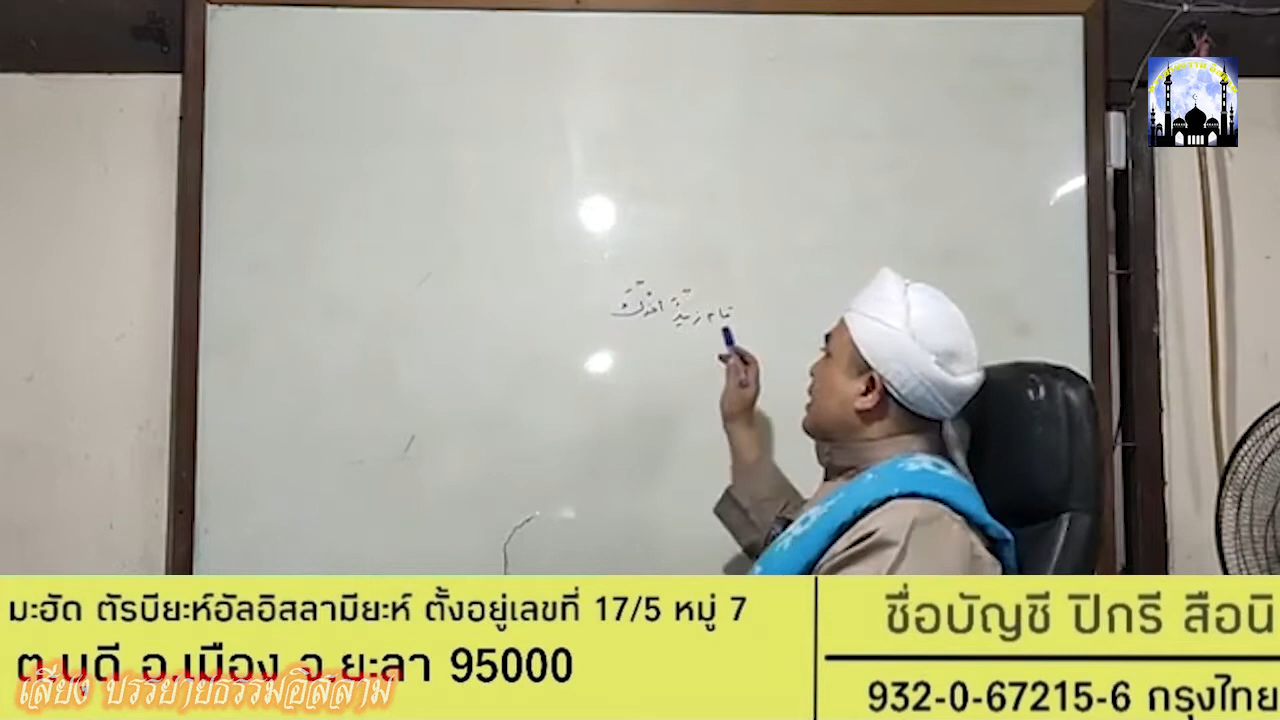 قام زيدٌ أخوكَ
มะฮัด ตัรบียะห์อัลอิสลามียะห์ ตั้งอยู่เลขที่ 17/5 หมู่ 7
ต.บุดี อ.เมือง จ.ยะลา 95000
เสียง บรรยายธรรมอิสลาม
ชื่อบัญชี ปิกรี สือนิ
932-0-67215-6 กรุงไทย